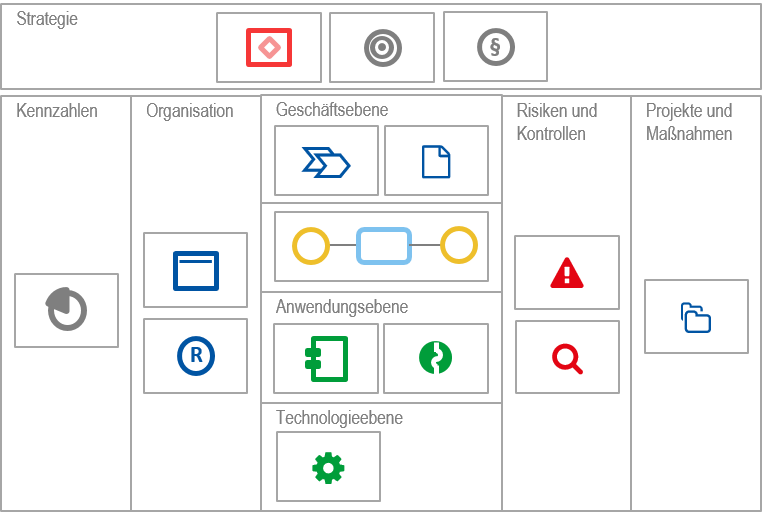 Strategie
§
Kennzahlen
Organisation
R
Geschäftsebene
Anwendungsebene
Technologieebene
Risiken und
Kontrollen
Projekte und
Maßnahmen